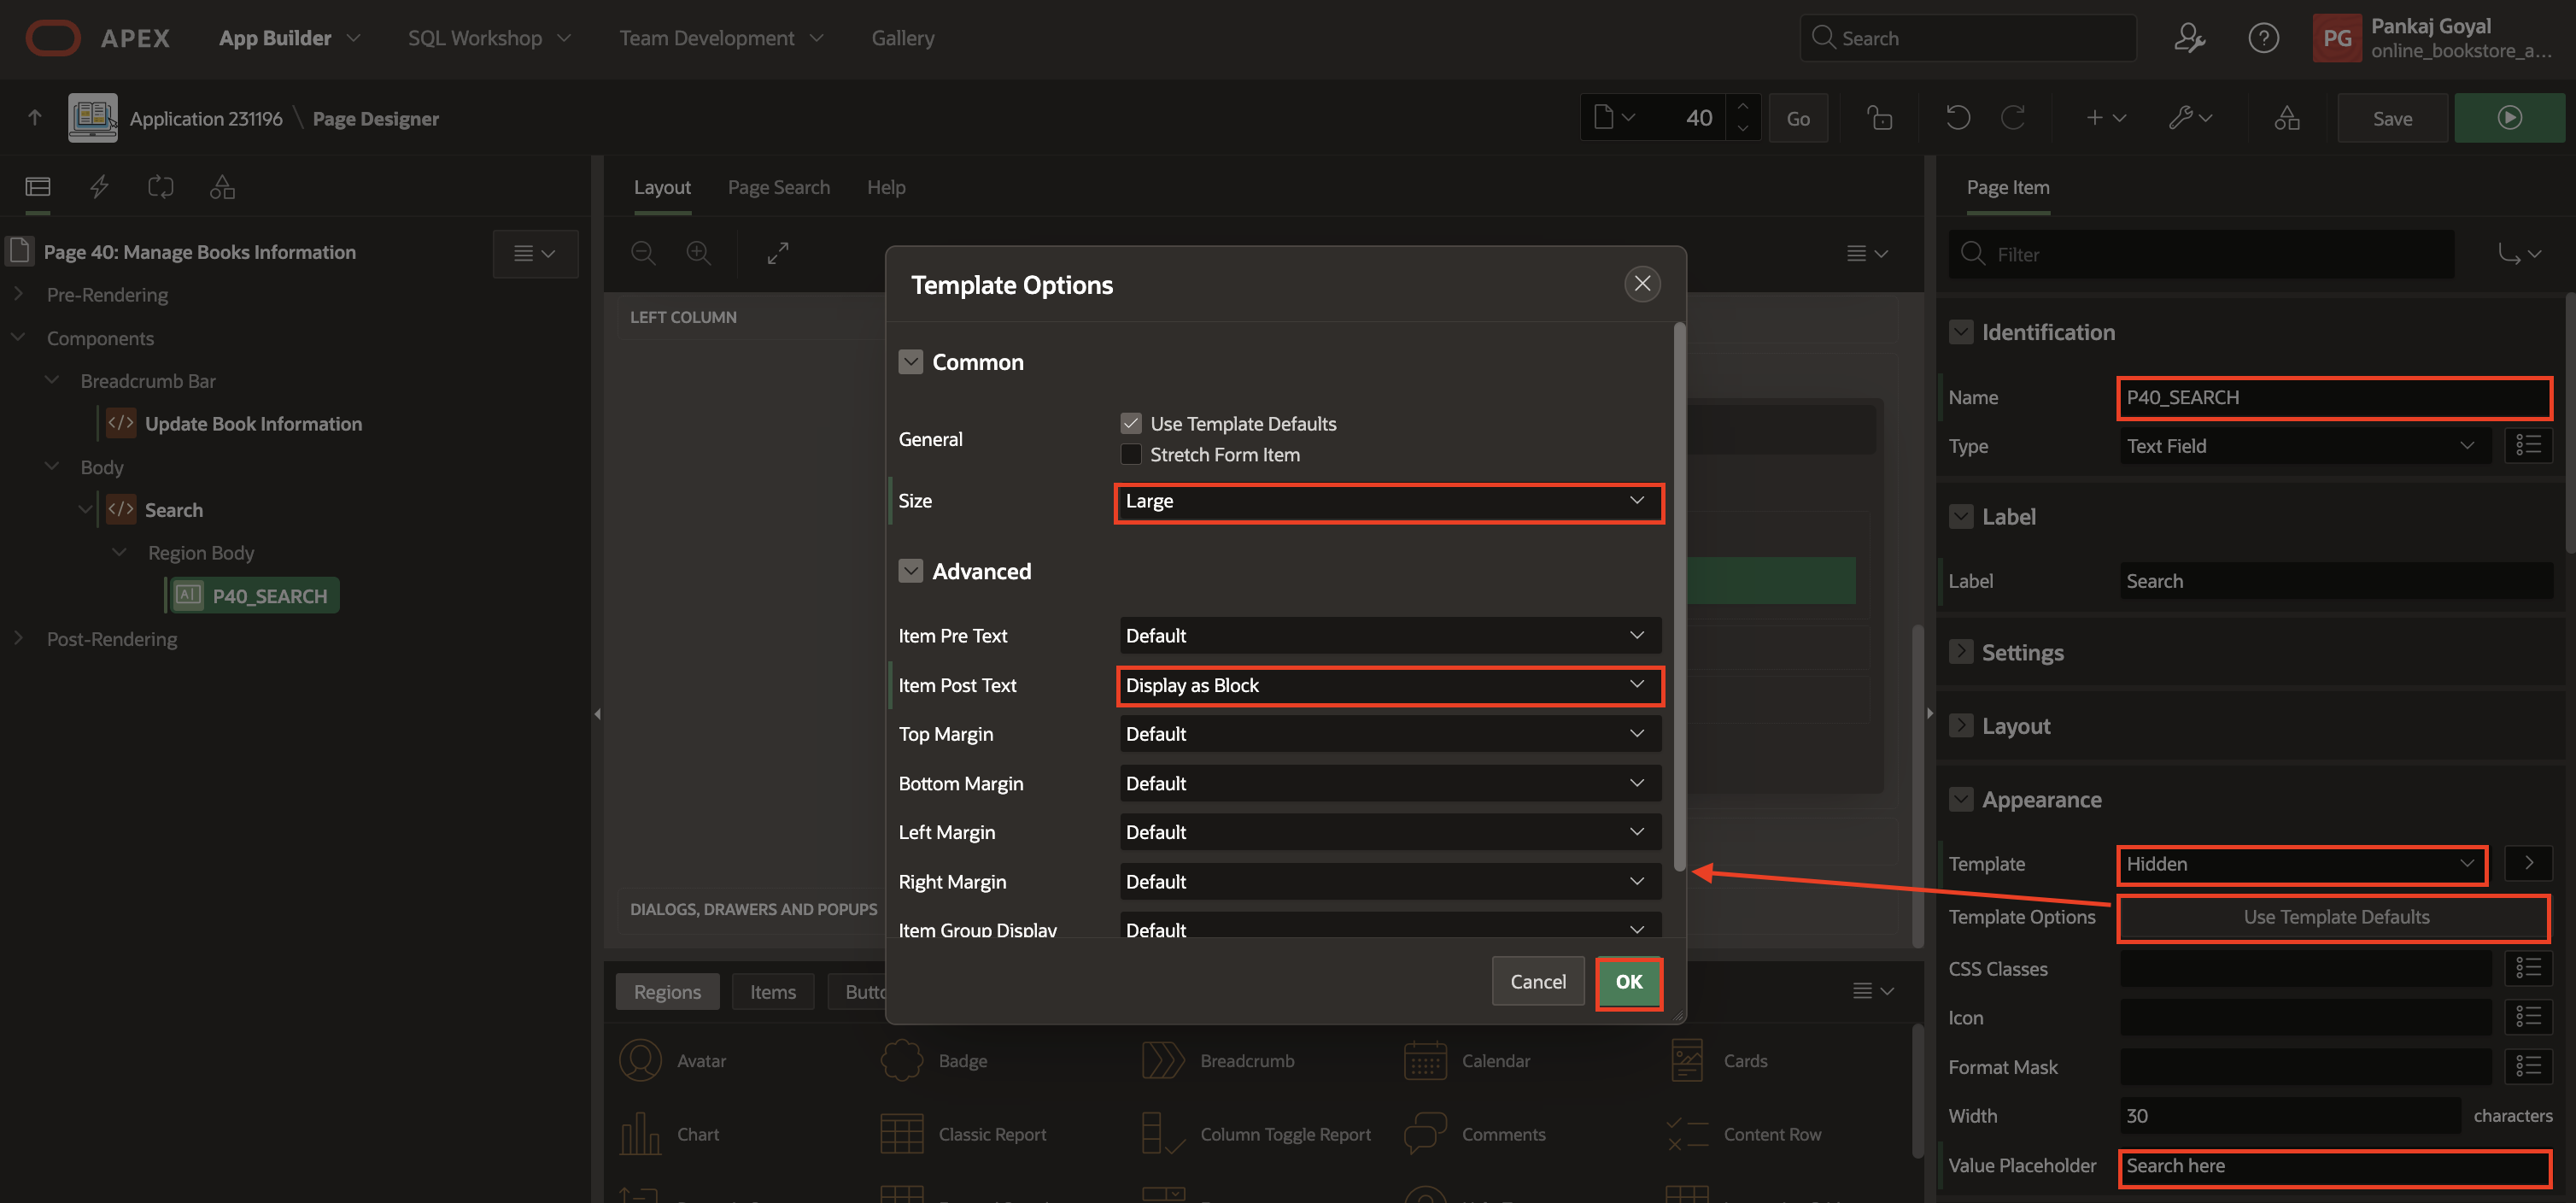 APEX
App Builder
SQL Workshop
Team Development
Gallery
Search
PG
Pankaj Goyal
online_bookstore_a...
Application 231196 \ Page Designer
40
Go
Save
Layout
Page Search
Help
Page Item
Page 40: Manage Books Information
Pre-Rendering
Components
Breadcrumb Bar
Update Book Information
Body
Search
Region Body
P40_SEARCH
Post-Rendering
LEFT COLUMN
DIALOGS, DRAWERS AND POPUPS
Template Options
Common
General
Use Template Defaults
Stretch Form Item
Size
Large
Advanced
Item Pre Text
Default
Item Post Text
Display as Block
Top Margin
Default
Bottom Margin
Default
Left Margin
Default
Right Margin
Default
Item Group Display
Default
Cancel
OK
Regions
Items
Butto
Avatar
Badge
Breadcrumb
Calendar
Cards
Chart
Classic Report
Column Toggle Report
Comments
Content Row
Filter
Identification
Name
P40_SEARCH
Type
Text Field
Label
Label
Search
Settings
Layout
Appearance
Template
Hidden
Template Options
Use Template Defaults
CSS Classes
Icon
Format Mask
Width
30
characters
Value Placeholder
Search here